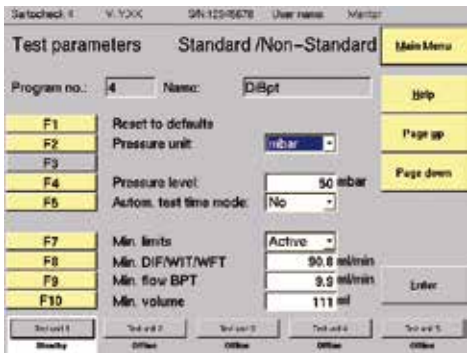 Sartocheck 4 V. Y.XX S/N:12345678 User name: Master
Test parameters Standard /Non-Standard Main Menu
Program no.: 4 Name: DiBpt
Help
F1 Reset to defaults
F2 Pressure unit: mbar Page up
F3
F4 Pressure level: 50 mbar Page down
F5 Autom. test time mode: No
F7 Min. limits Active
F8 Min. DIF/WIT/WFT 90.8 ml/min
F9 Min. flow BPT 9.9 ml/min Enter
F10 Min. volume 111 ml
Test unit 1 Test unit 2 Test unit 3 Test unit 4 Test unit 5
Standby Offline Offline Offline Offline